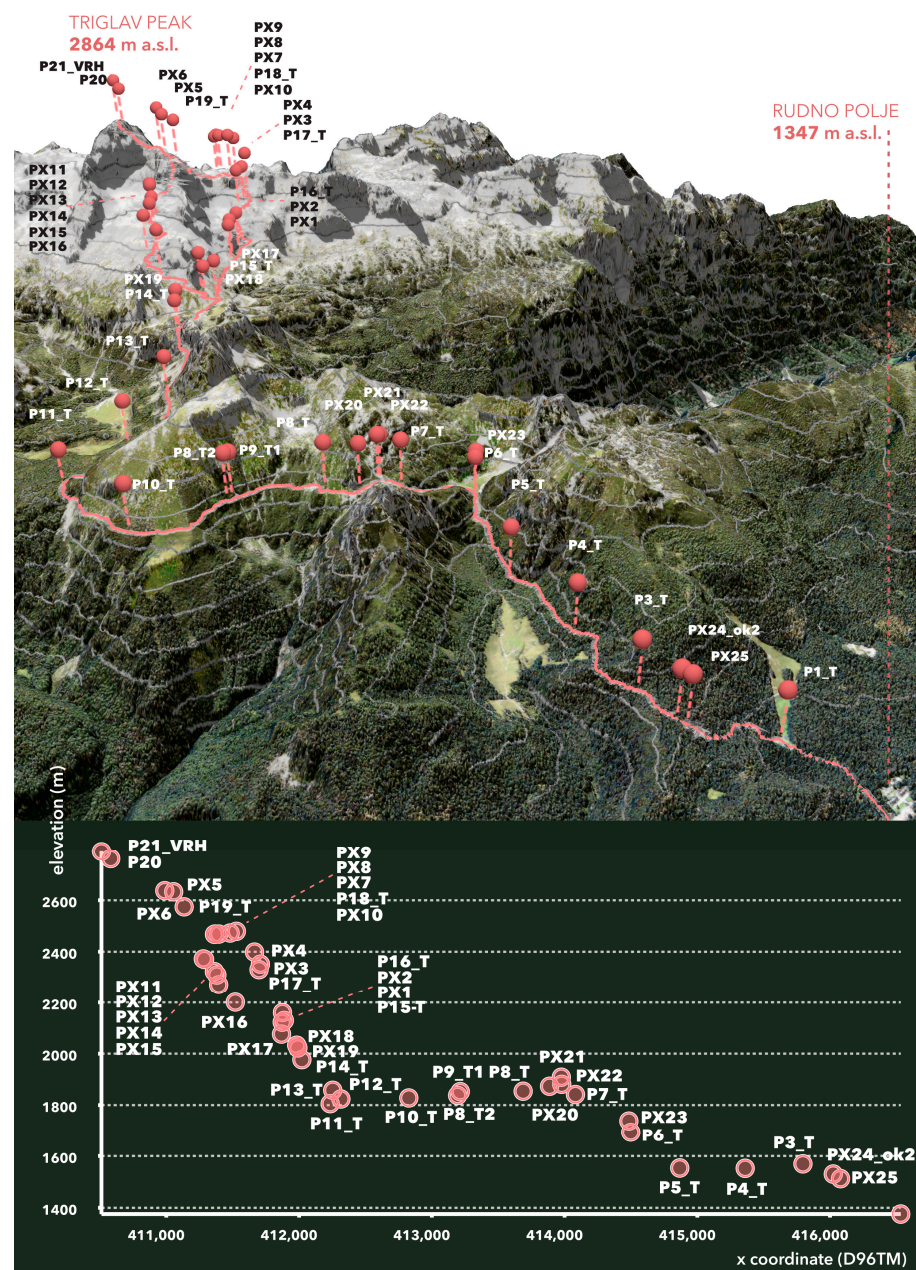 TRIGLAV PEAK
2864 m a.s.l.
P21_VRH
P20
PX6
PX5
P19_T
PX9
PX8
PX7
P18_T
PX10
PX4
PX3
P17_T
RUDNO POLJE
1347 m a.s.l.
PX11
PX12
PX13
PX14
PX15
PX16
P16_T
PX2
PX1
PX17
P15_T
PX18
PX19
P14_T
P13_T
P12_T
P11_T
P10_T
P8_T2
P9_T1
P8_T
PX20
PX21
PX22
P7_T
PX23
P6_T
P5_T
P4_T
P3_T
PX24_ok2
PX25
P1_T
elevation (m)
2600
2400
2200
2000
1800
1600
1400
P21_VRH
P20
PX5
PX6
P19_T
PX9
PX8
PX7
P18_T
PX10
PX4
PX3
P17_T
PX11
PX12
PX13
PX14
PX15
PX16
P16_T
PX2
PX1
P15-T
PX17
PX18
PX19
P14_T
P13_T
P12_T
P11_T
P10_T
P9_T1
P8_T2
P8_T
PX21
PX22
PX20
P7_T
PX23
P6_T
P5_T
P4_T
P3_T
PX24_ok2
PX25
411,000
412,000
413,000
414,000
415,000
416,000
x coordinate (D96TM)